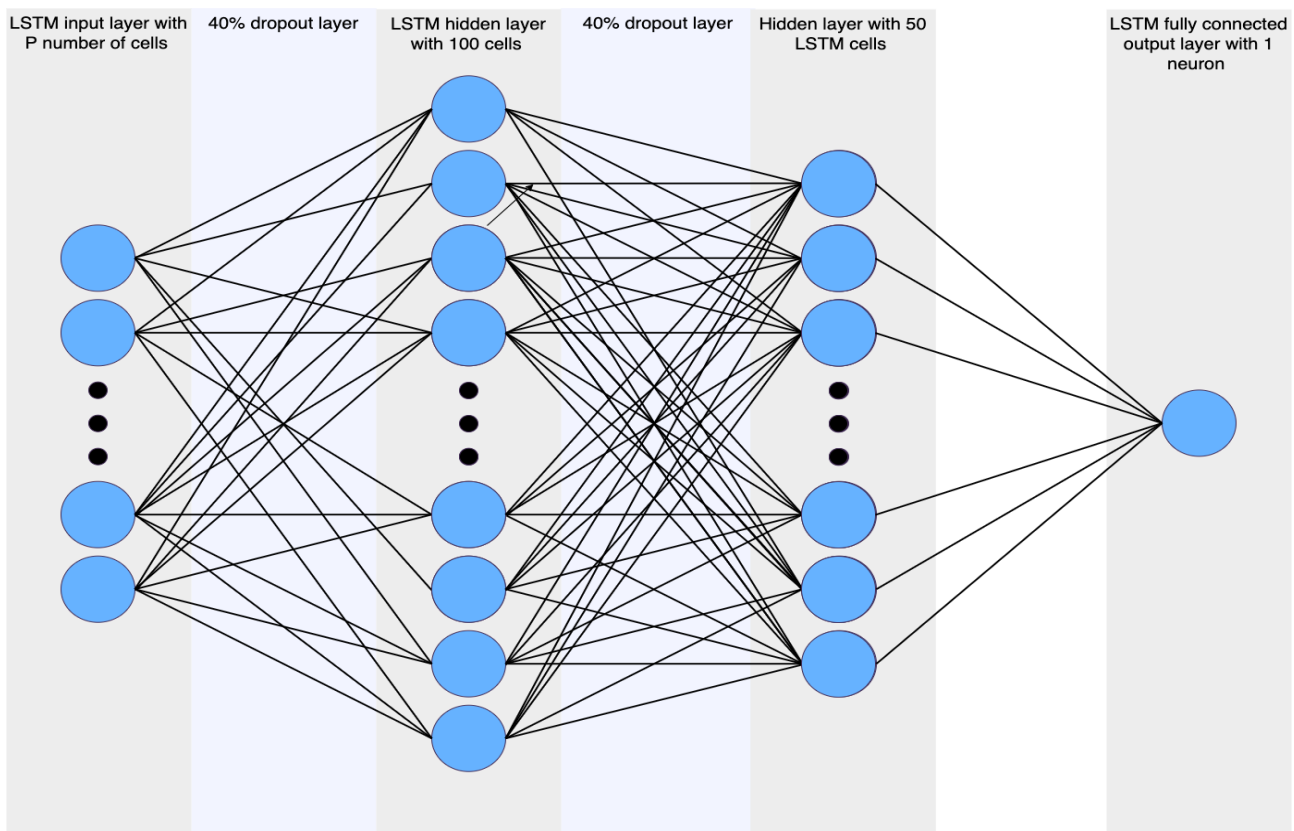 LSTM input layer with
P number of cells
40% dropout layer
LSTM hidden layer
with 100 cells
40% dropout layer
Hidden layer with 50
LSTM cells
LSTM fully connected
output layer with 1
neuron